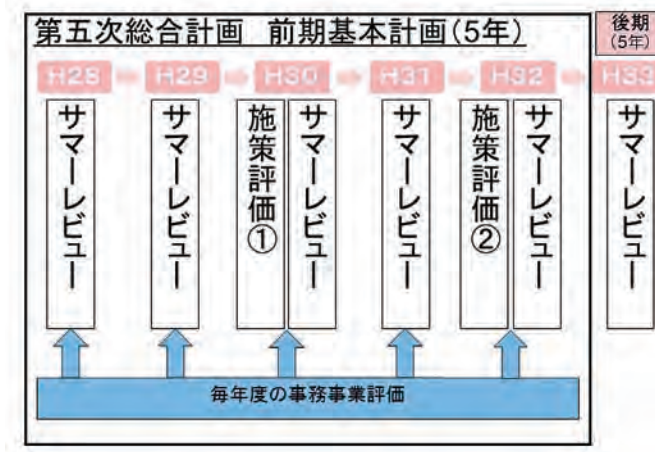 第五次総合計画 前期基本計画(5年)
後期
(5年)
H28
H29
H30
H31
H32
H33
サマーレビュー
サマーレビュー
施策評価①
サマーレビュー
サマーレビュー
施策評価②
サマーレビュー
サマーレビュー
毎年度の事務事業評価